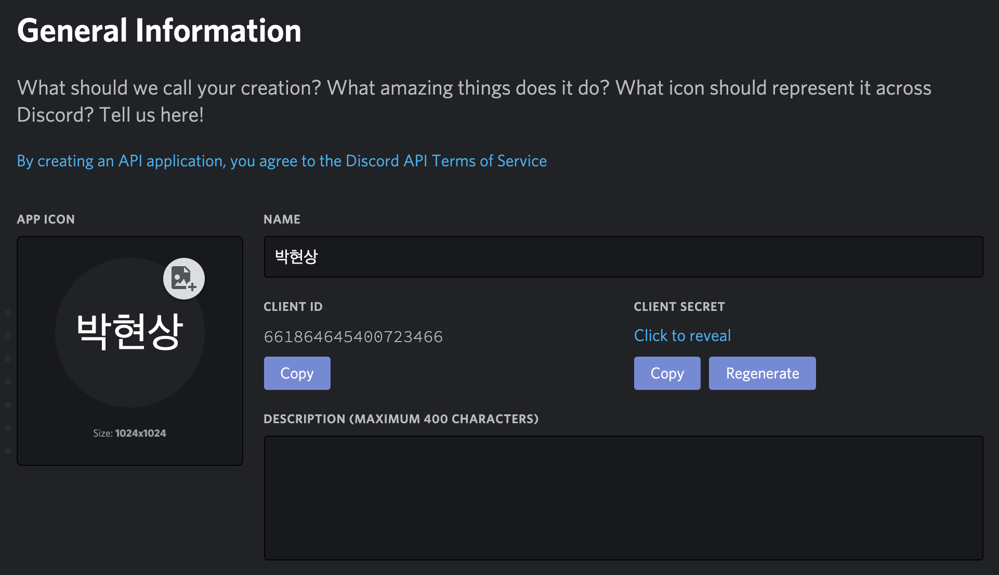 General Information
What should we call your creation? What amazing things does it do? What icon should represent it across
Discord? Tell us here!
By creating an API application, you agree to the Discord API Terms of Service
APP ICON
박현상
Size: 1024x1024
NAME
박현상
CLIENT ID
661864645400723466
Copy
CLIENT SECRET
Click to reveal
Copy Regenerate
DESCRIPTION (MAXIMUM 400 CHARACTERS)